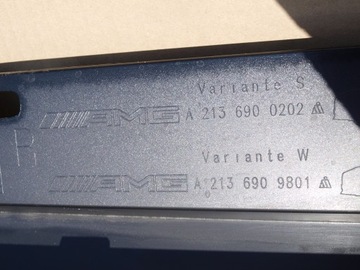 Variante S
AMG A 213 690 0202
B
Variante W
AMG A 213 690 9801